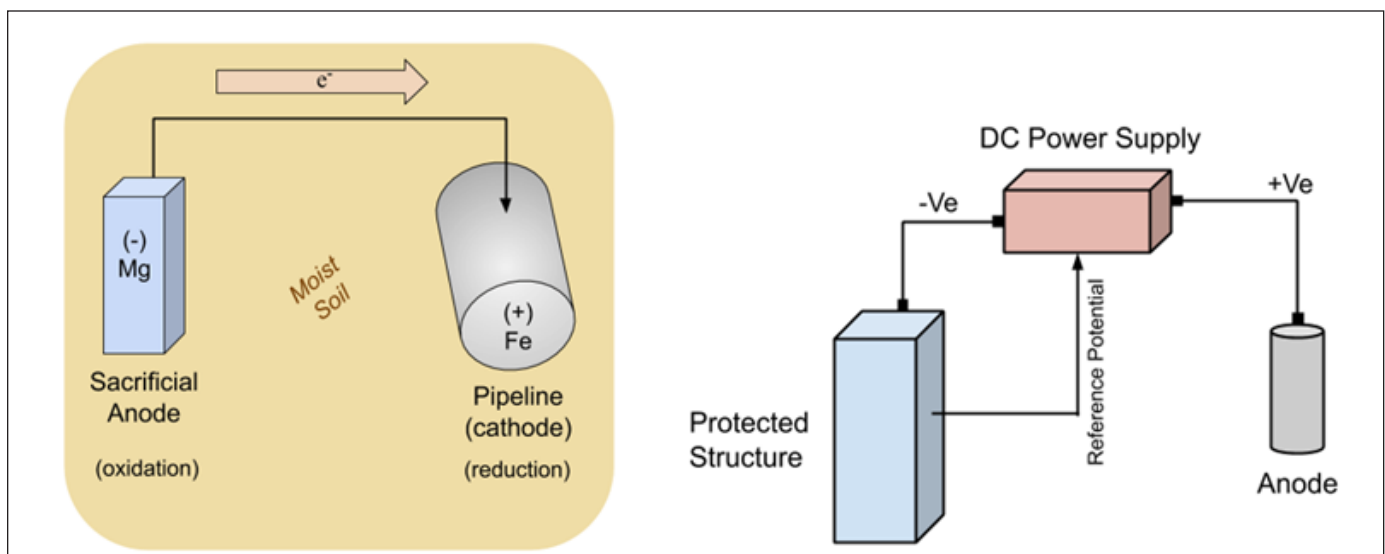 e-
(-)
Mg
Moist
Soil
(+)
Fe
Sacrificial
Anode
(oxidation)
Pipeline
(cathode)
(reduction)
DC Power Supply
-Ve
+Ve
Reference Potential
Protected
Structure
Anode